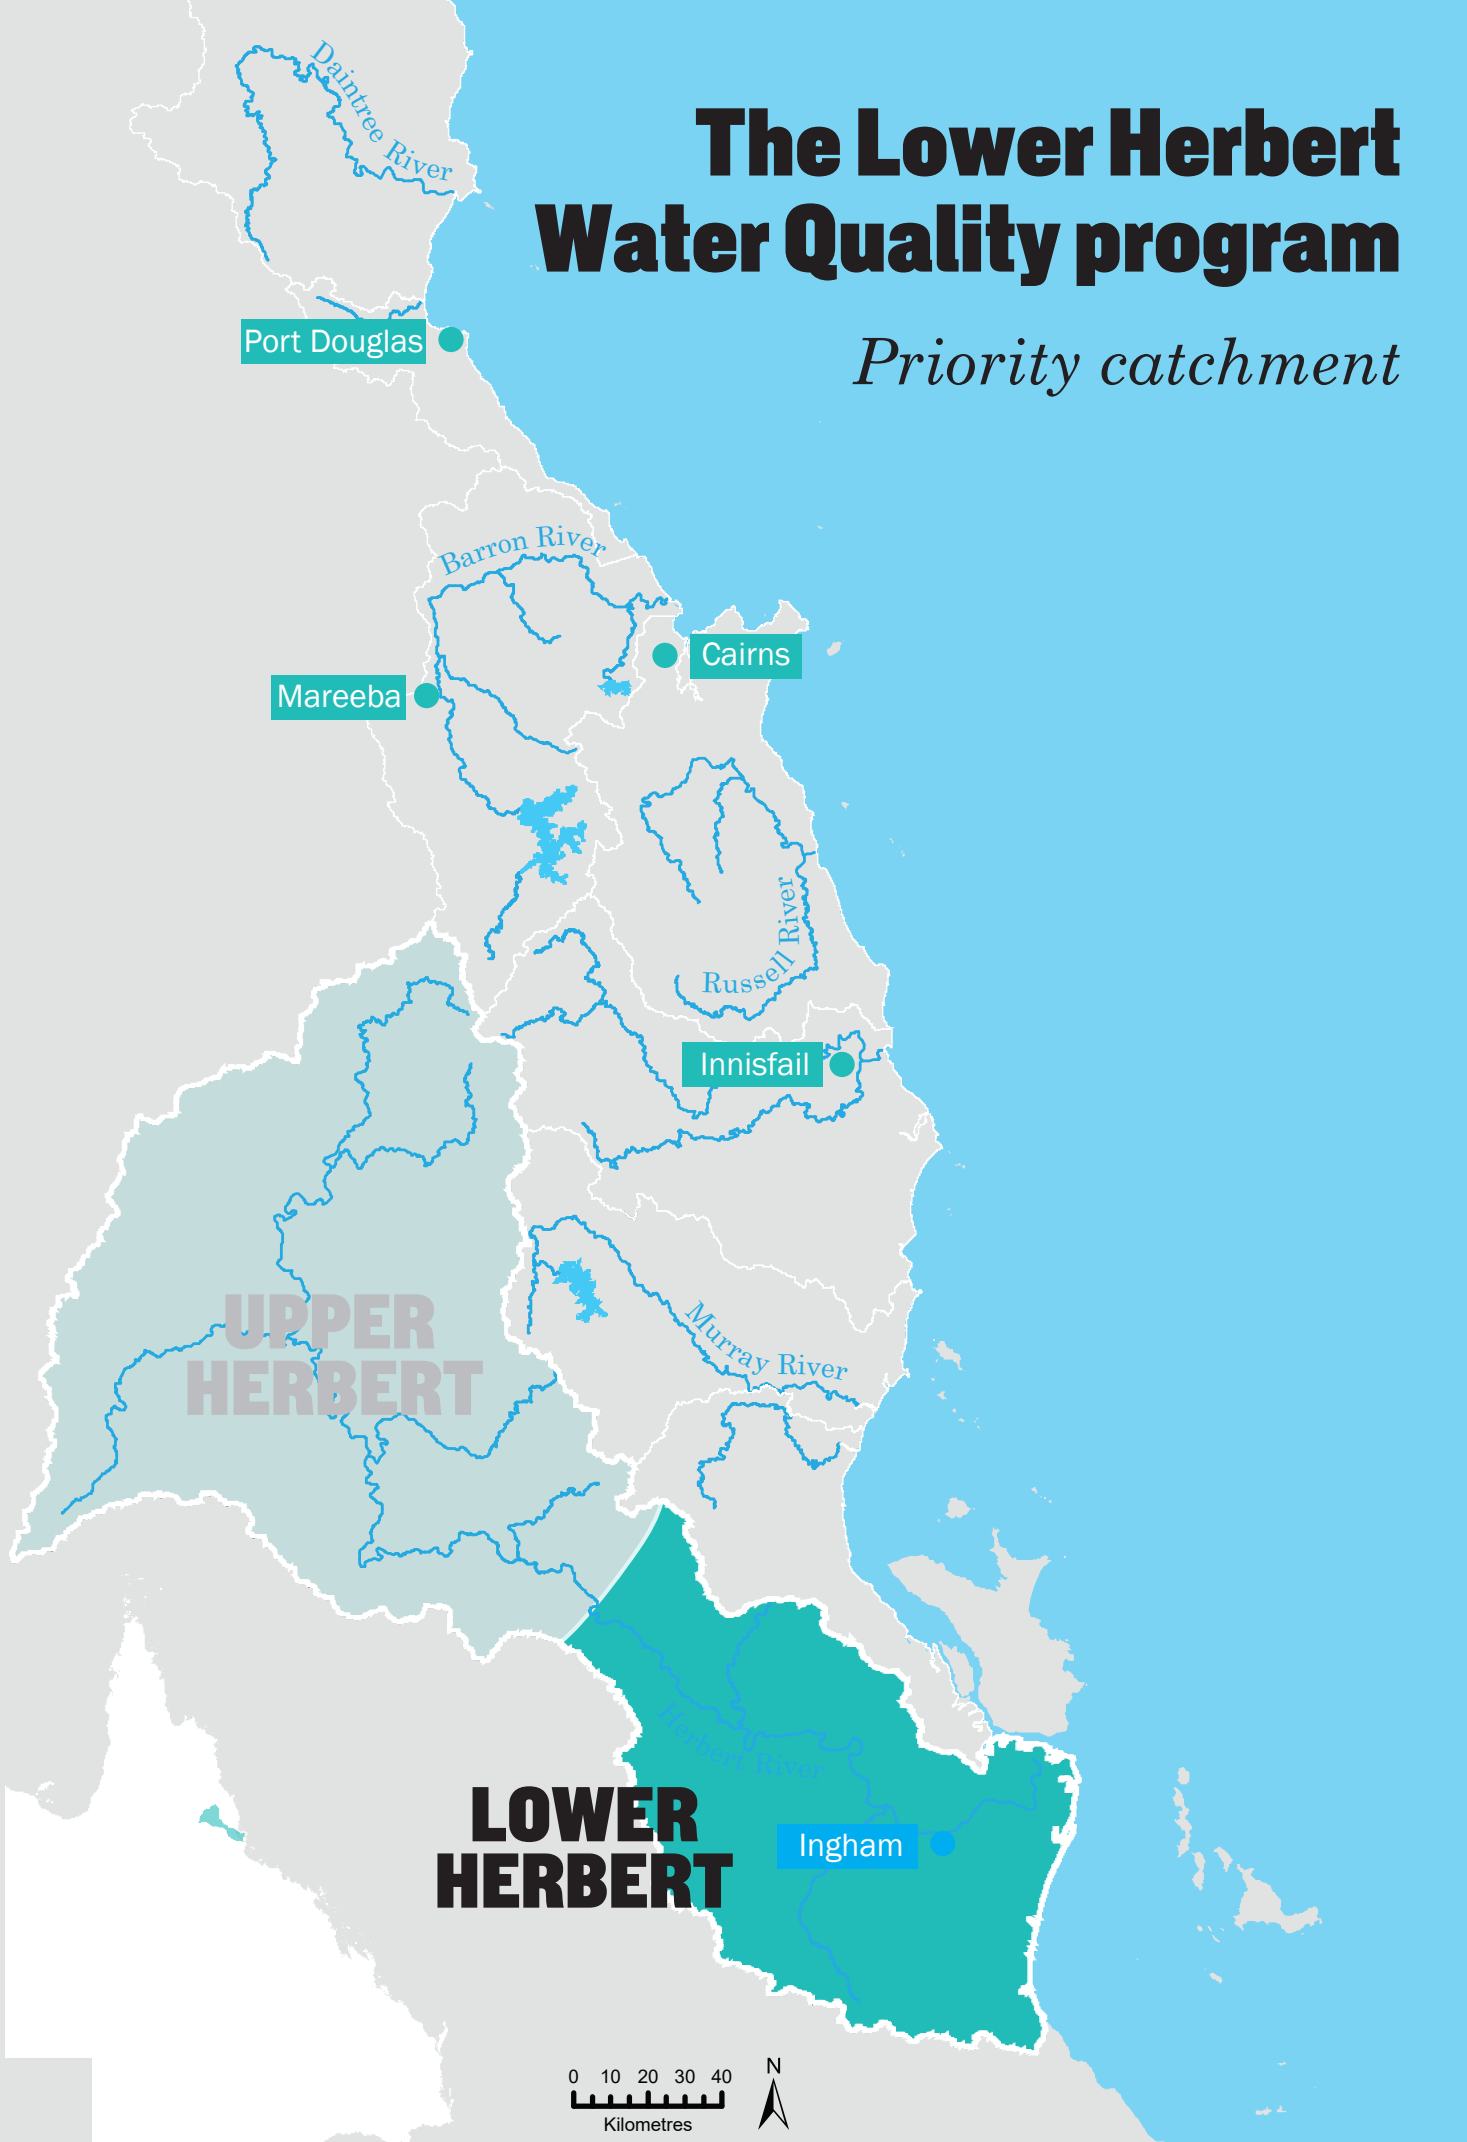 The Lower Herbert
Water Quality program
Priority catchment
Daintree River
Port Douglas
Barron River
Cairns
Mareeba
Russell River
Innisfail
UPPER
HERBERT
Murray River
Herbert River
LOWER
HERBERT
Ingham
0 10 20 30 40
Kilometres
N